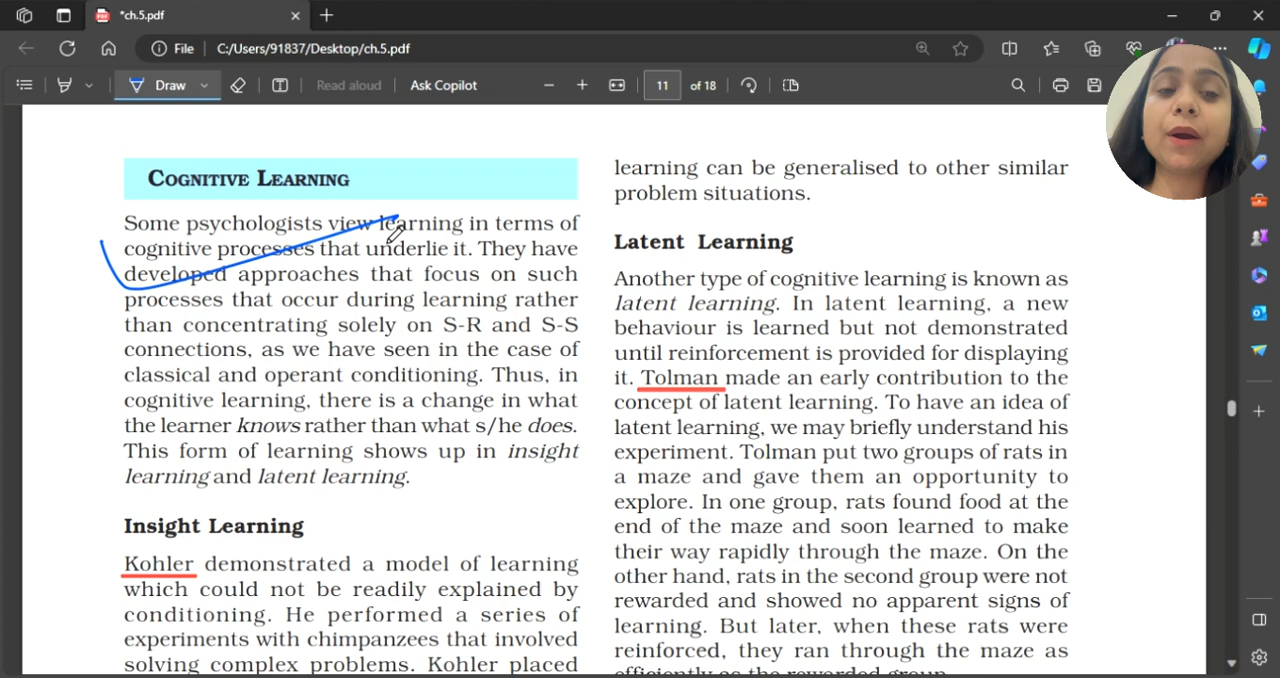 *ch.5.pdf
File
C:/Users/91837/Desktop/ch.5.pdf
Draw
Read aloud
Ask Copilot
11
of 18
COGNITIVE LEARNING
Some psychologists view learning in terms of
cognitive processes that underlie it. They have
developed approaches that focus on such
processes that occur during learning rather
than concentrating solely on S-R and S-S
connections, as we have seen in the case of
classical and operant conditioning. Thus, in
cognitive learning, there is a change in what
the learner knows rather than what s/he does.
This form of learning shows up in insight
learning and latent learning.
Insight Learning
Kohler demonstrated a model of learning
which could not be readily explained by
conditioning. He performed a series of
experiments with chimpanzees that involved
solving complex problems. Kohler placed
learning can be generalised to other similar
problem situations.
Latent Learning
Another type of cognitive learning is known as
latent learning. In latent learning, a new
behaviour is learned but not demonstrated
until reinforcement is provided for displaying
it. Tolman made an early contribution to the
concept of latent learning. To have an idea of
latent learning, we may briefly understand his
experiment. Tolman put two groups of rats in
a maze and gave them an opportunity to
explore. In one group, rats found food at the
end of the maze and soon learned to make
their way rapidly through the maze. On the
other hand, rats in the second group were not
rewarded and showed no apparent signs of
learning. But later, when these rats were
reinforced, they ran through the maze as
efficiently as the rewarded group.